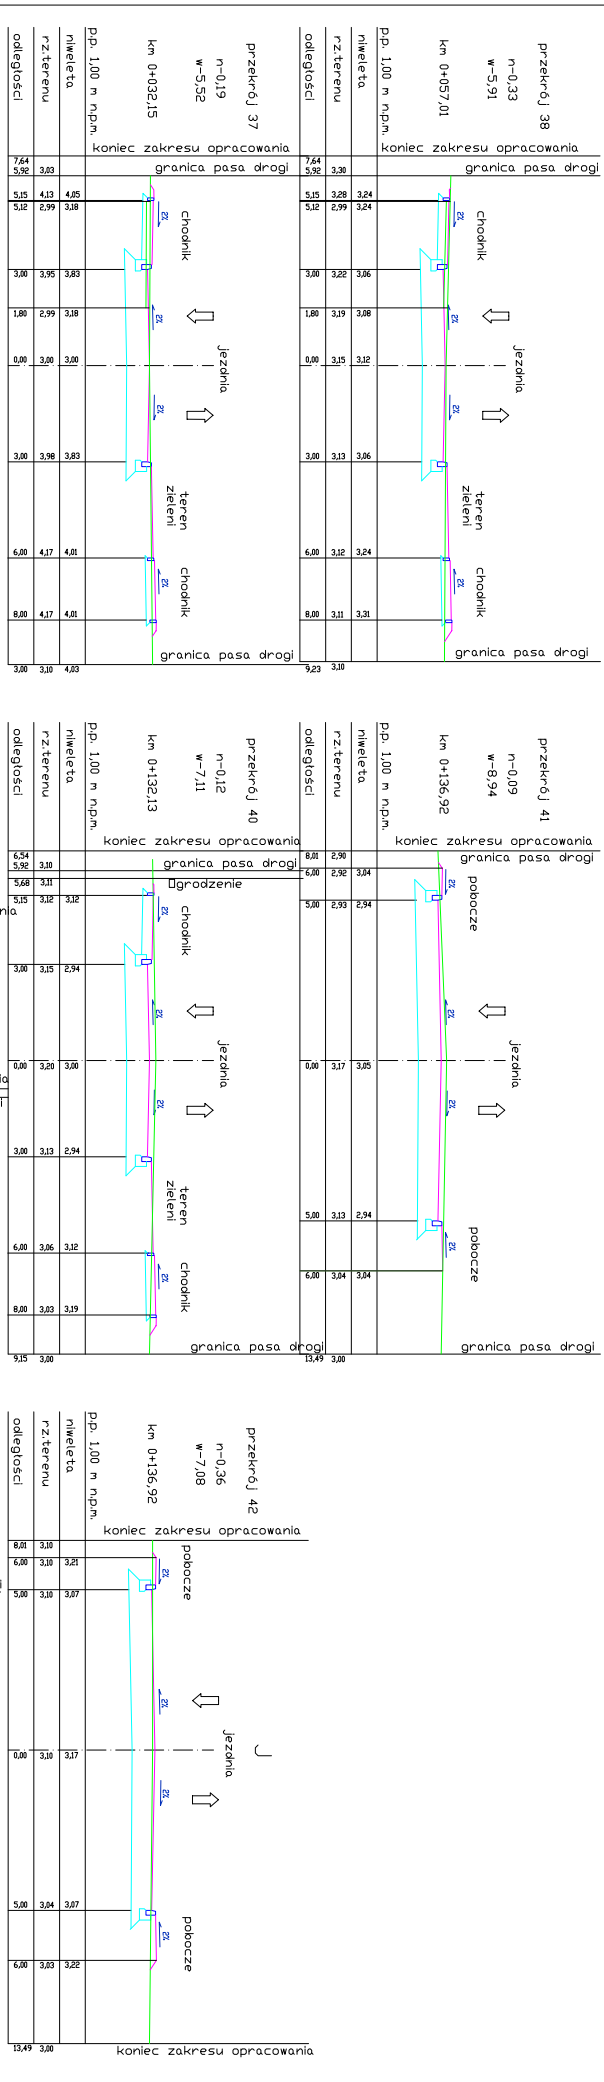 przekrój 37
n-0,19
w-5,52
km 0+032,15
p.p. 1,00 m n.p.m.
niweleta
rz.terenu
odległości
koniec zakresu opracowania
granica pasa drogi
chodnik
jezdnia
teren
zieleni
chodnik
granica pasa drogi
2% 2% 2% 2%
4,05 3,18 3,83 3,18 3,00 3,83 4,01 4,01 4,03
3,03 4,13 2,99 3,95 2,99 3,00 3,98 4,17 4,17 3,10
7,64 5,92 5,15 5,12 3,00 1,80 0,00 3,00 6,00 8,00 3,00
przekrój 38
n-0,33
w-5,91
km 0+057,01
p.p. 1,00 m n.p.m.
niweleta
rz.terenu
odległości
koniec zakresu opracowania
granica pasa drogi
chodnik
jezdnia
teren
zieleni
chodnik
granica pasa drogi
2% 2% 2% 2%
3,24 3,24 3,06 3,08 3,12 3,06 3,24 3,31
3,30 3,28 2,99 3,22 3,19 3,15 3,13 3,12 3,11 3,10
7,64 5,92 5,15 5,12 3,00 1,80 0,00 3,00 6,00 8,00 9,23
przekrój 40
n-0,12
w-7,11
km 0+132,13
p.p. 1,00 m n.p.m.
niweleta
rz.terenu
odległości
koniec zakresu opracowania
granica pasa drogi
grodzenie
chodnik
jezdnia
teren
zieleni
chodnik
granica pasa drogi
2% 2% 2% 2%
3,12 2,94 3,00 2,94 3,12 3,19
3,10 3,11 3,12 3,15 3,20 3,13 3,06 3,03 3,00
6,54 5,92 5,68 5,15 3,00 0,00 3,00 6,00 8,00 9,15
przekrój 41
n-0,09
w-8,94
km 0+136,92
p.p. 1,00 m n.p.m.
niweleta
rz.terenu
odległości
koniec zakresu opracowania
granica pasa drogi
pobocze
jezdnia
pobocze
granica pasa drogi
2% 2% 2% 2%
3,04 2,94 3,05 2,94 3,04
2,90 2,92 2,93 3,17 3,13 3,04 3,00
8,01 6,00 5,00 0,00 5,00 6,00 13,49
przekrój 42
n-0,36
w-7,08
km 0+136,92
p.p. 1,00 m n.p.m.
niweleta
rz.terenu
odległości
koniec zakresu opracowania
pobocze
jezdnia
pobocze
koniec zakresu opracowania
2% 2% 2% 2%
3,21 3,07 3,17 3,07 3,22
3,10 3,10 3,10 3,10 3,04 3,03 3,00
8,01 6,00 5,00 0,00 5,00 6,00 13,49